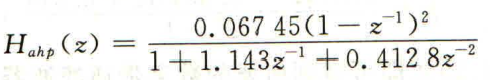 H_{ahp}(z) = \frac{0.067 45(1 - z^{-1})^2}{1 + 1.143z^{-1} + 0.412 8z^{-2}}